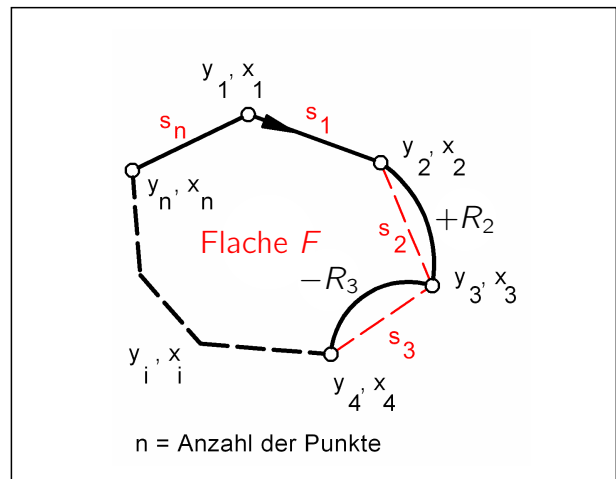 y₁, x₁
sₙ
s₁
y₂, x₂
yₙ, xₙ
+R₂
s₂
Flache F
−R₃
y₃, x₃
s₃
yᵢ, xᵢ
y₄, x₄
n = Anzahl der Punkte